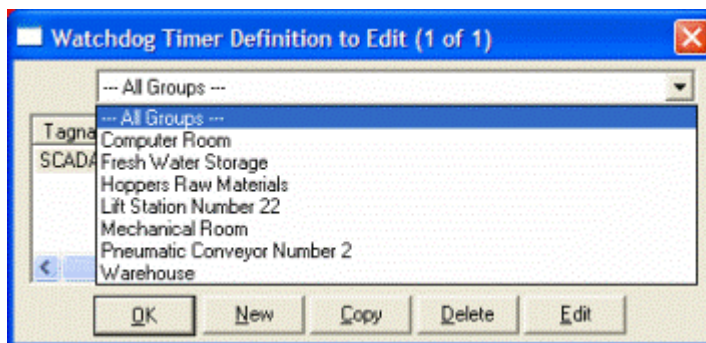 Watchdog Timer Definition to Edit (1 of 1)
--- All Groups ---
--- All Groups ---
Tagna
Computer Room
SCADA
Fresh Water Storage
Hoppers Raw Materials
Lift Station Number 22
Mechanical Room
Pneumatic Conveyor Number 2
Warehouse
OK New Copy Delete Edit